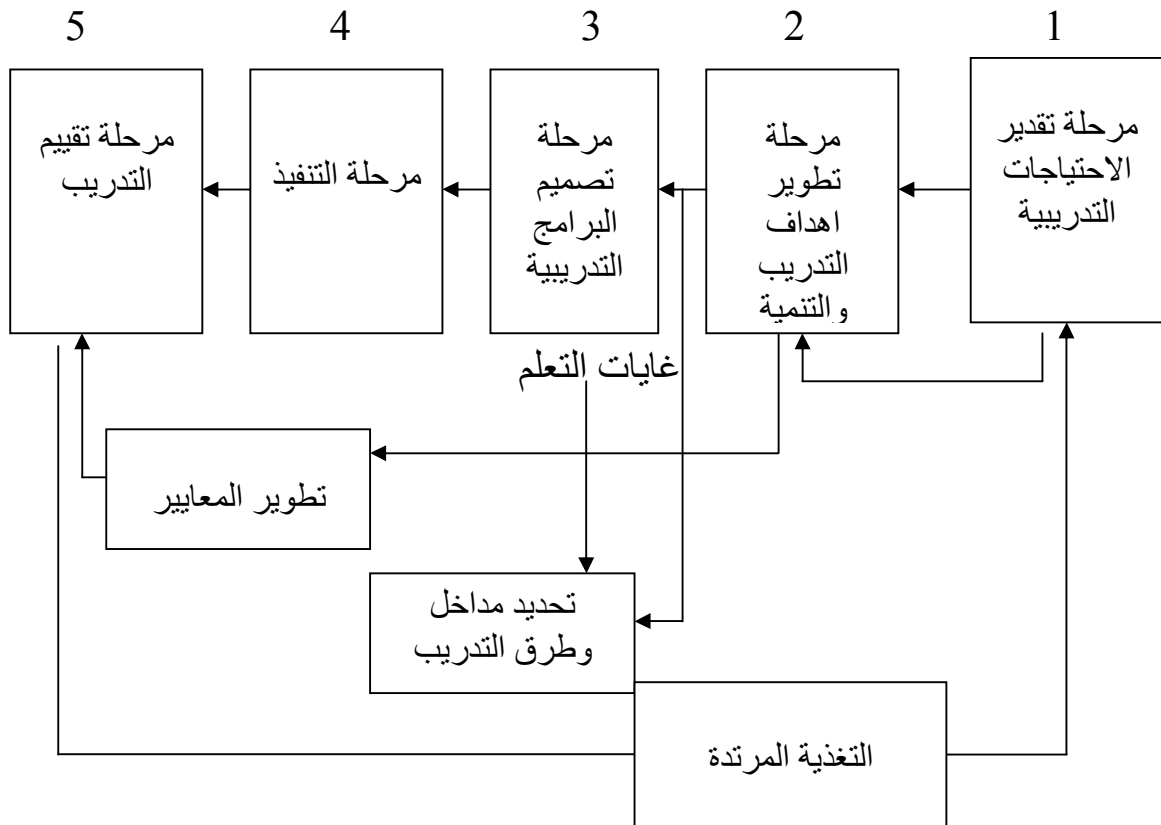 1
2
3
4
5
مرحلة تقدير
الاحتياجات
التدريبية
مرحلة
تطوير
اهداف
التدريب
والتنمية
مرحلة
تصميم
البرامج
التدريبية
مرحلة التنفيذ
مرحلة تقييم
التدريب
غايات التعلم
تطوير المعايير
تحديد مداخل
وطرق التدريب
التغذية المرتدة